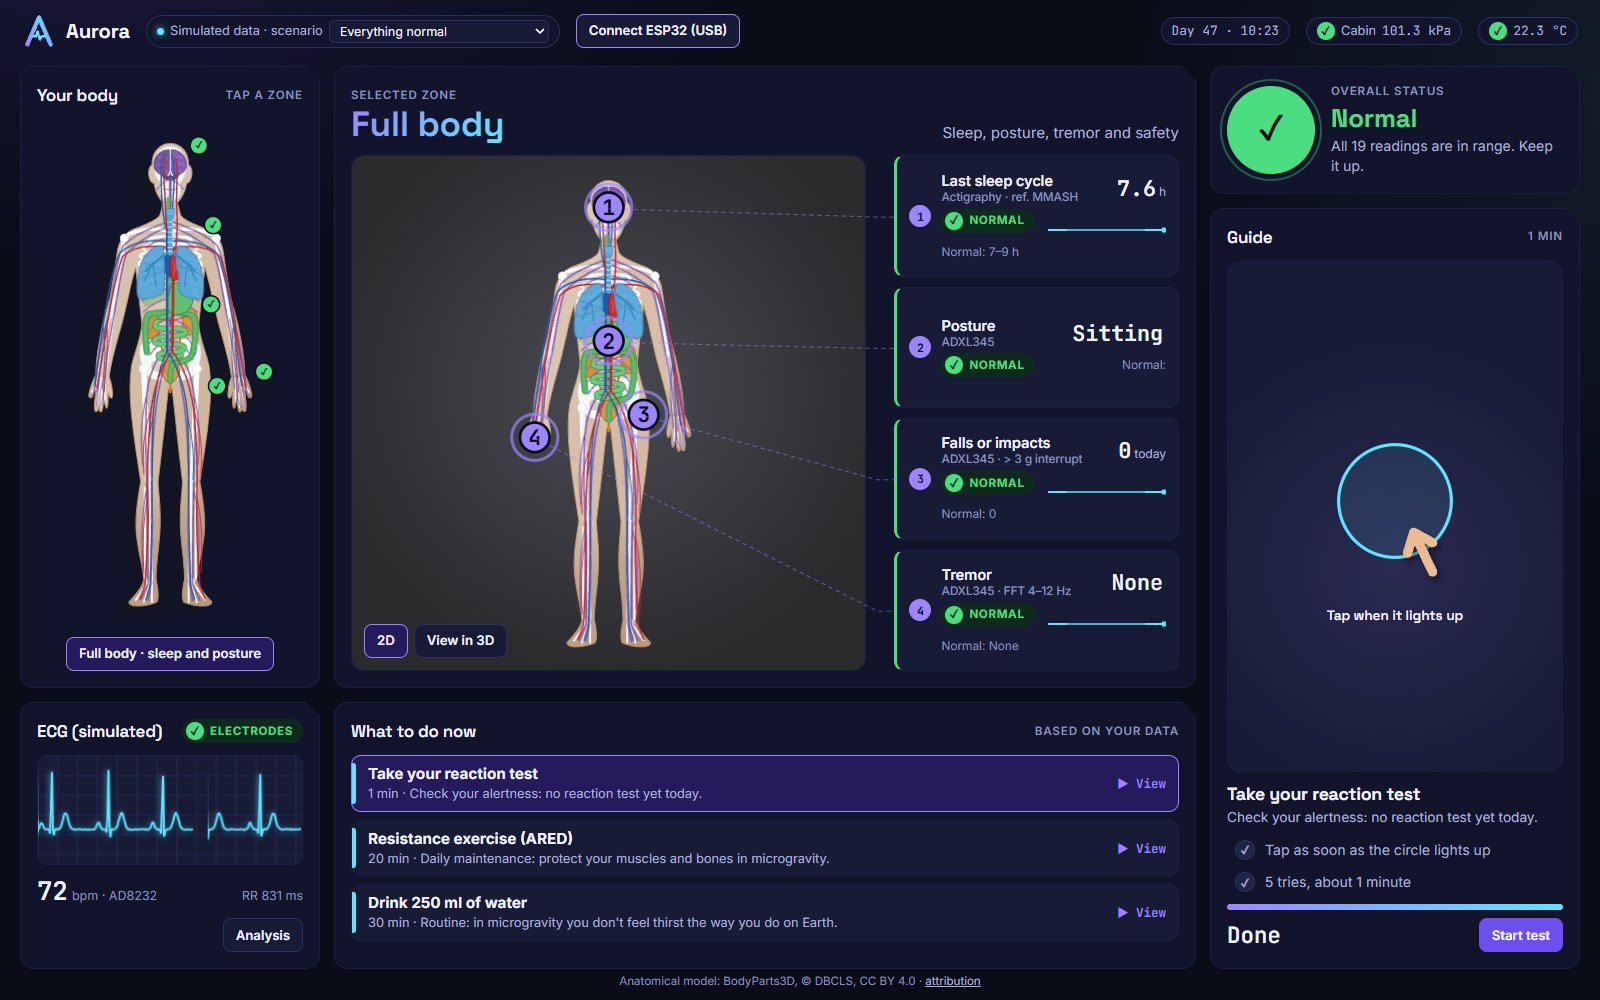 Aurora
Simulated data · scenario
Everything normal
Connect ESP32 (USB)
Day 47 · 10:23
Cabin 101.3 kPa
22.3 °C
Your body
TAP A ZONE
Full body · sleep and posture
SELECTED ZONE
Full body
Sleep, posture, tremor and safety
1
2
3
4
2D
View in 3D
1
Last sleep cycle
Actigraphy · ref. MMASH
7.6 h
NORMAL
Normal: 7–9 h
2
Posture
ADXL345
Sitting
NORMAL
Normal:
3
Falls or impacts
ADXL345 · > 3 g interrupt
0 today
NORMAL
Normal: 0
4
Tremor
ADXL345 · FFT 4–12 Hz
None
NORMAL
Normal: None
OVERALL STATUS
Normal
All 19 readings are in range. Keep
it up.
Guide
1 MIN
Tap when it lights up
Take your reaction test
Check your alertness: no reaction test yet today.
Tap as soon as the circle lights up
5 tries, about 1 minute
Done
Start test
ECG (simulated)
ELECTRODES
72 bpm · AD8232
RR 831 ms
Analysis
What to do now
BASED ON YOUR DATA
Take your reaction test
1 min · Check your alertness: no reaction test yet today.
View
Resistance exercise (ARED)
20 min · Daily maintenance: protect your muscles and bones in microgravity.
View
Drink 250 ml of water
30 min · Routine: in microgravity you don't feel thirst the way you do on Earth.
View
Anatomical model: BodyParts3D, © DBCLS, CC BY 4.0 · attribution